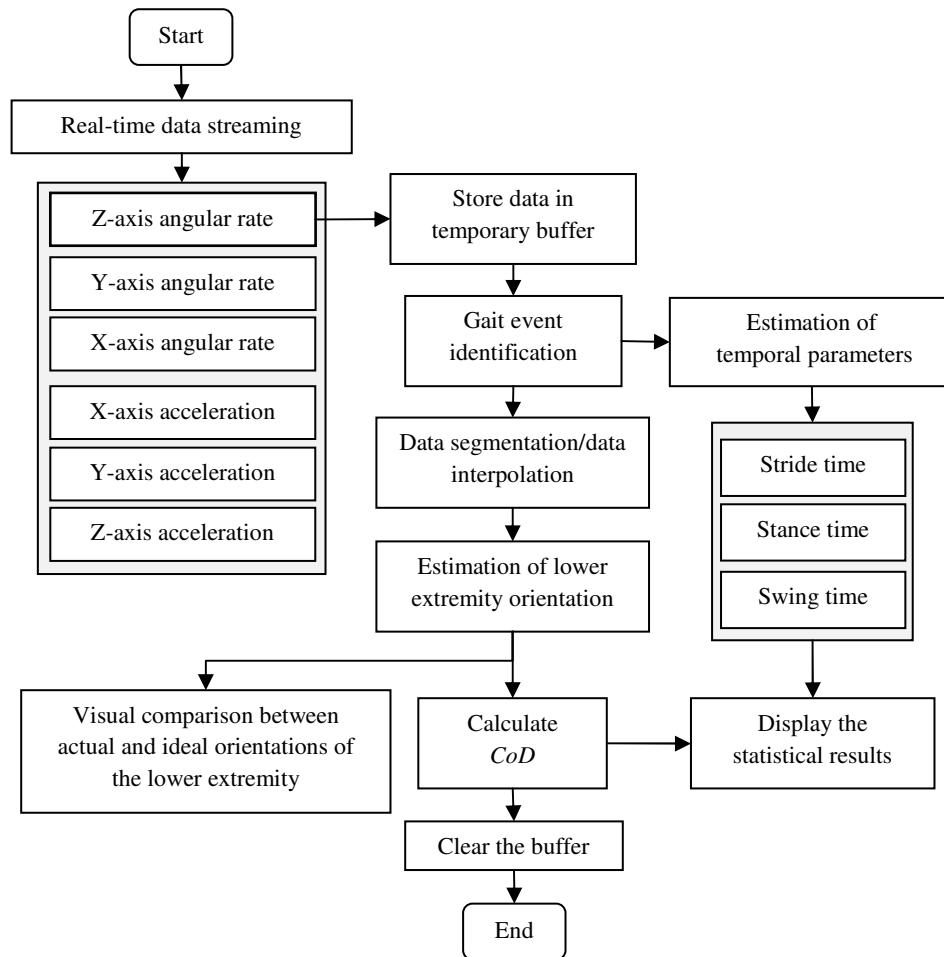 Start
Real-time data streaming
Z-axis angular rate
Y-axis angular rate
X-axis angular rate
X-axis acceleration
Y-axis acceleration
Z-axis acceleration
Store data in
temporary buffer
Gait event
identification
Estimation of
temporal parameters
Data segmentation/data
interpolation
Stride time
Stance time
Swing time
Estimation of lower
extremity orientation
Visual comparison between
actual and ideal orientations of
the lower extremity
Calculate
CoD
Display the
statistical results
Clear the buffer
End